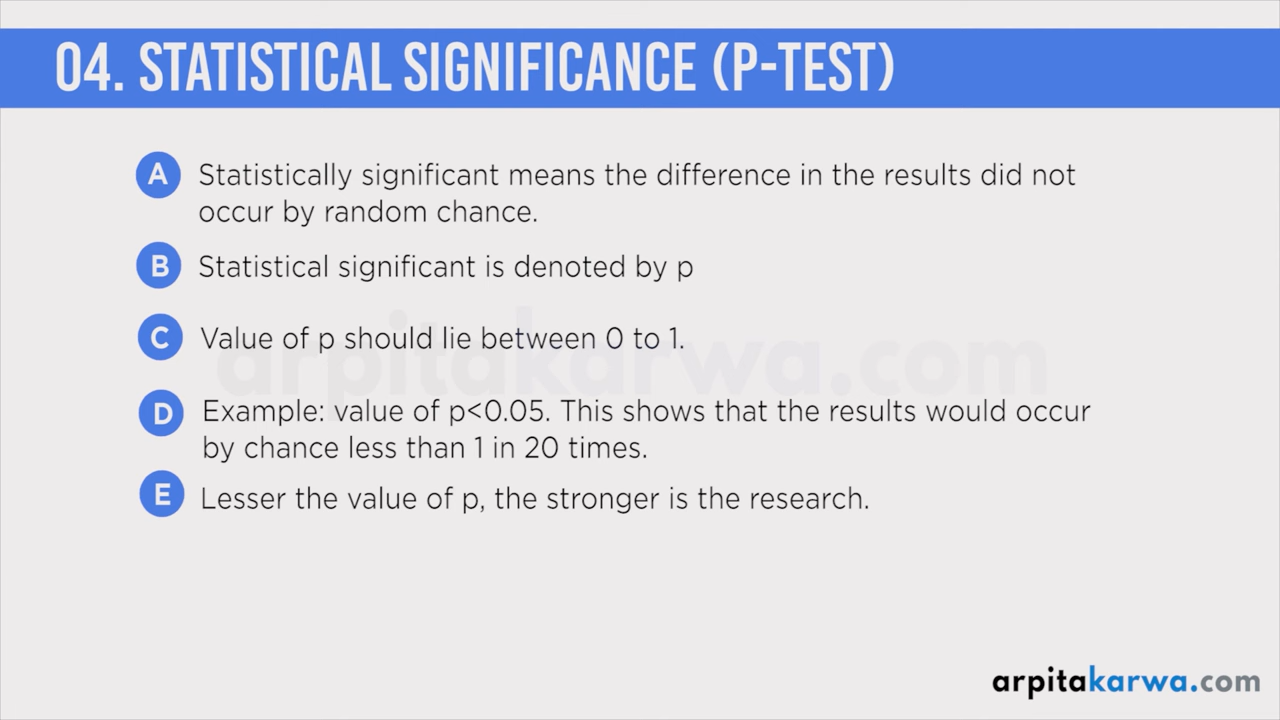 04. STATISTICAL SIGNIFICANCE (P-TEST)
A Statistically significant means the difference in the results did not
occur by random chance.
B Statistical significant is denoted by p
C Value of p should lie between 0 to 1.
arpitakarwa.com
D Example: value of p<0.05. This shows that the results would occur
by chance less than 1 in 20 times.
E Lesser the value of p, the stronger is the research.
arpitakarwa.com